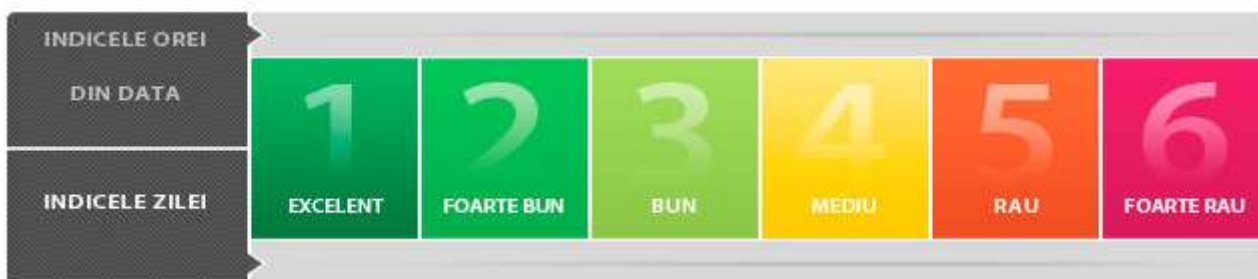 INDICELE OREI
DIN DATA
INDICELE ZILEI
1 2 3 4 5 6
EXCELENT FOARTE BUN BUN MEDIU RAU FOARTE RAU